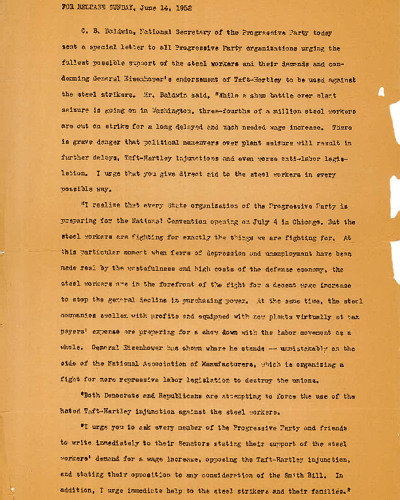 FOR RELEASE SUNDAY, June 14, 1952
C. B. Baldwin, National Secretary of the Progressive Party today
sent a special letter to all Progressive Party organizations urging the
fullest possible support of the steel workers and their demands and con-
demning General Eisenhower's endorsement of Taft-Hartley to be used against
the steel strikers. Mr. Baldwin said, "While a sham battle over plant
seizure is going on in Washington, three-fourths of a million steel workers
are out on strike for a long delayed and much needed wage increase. There
is grave danger that political maneuvers over plant seizure will result in
further delays, Taft-Hartley injunctions and even worse anti-labor legis-
lation. I urge that you give direct aid to the steel workers in every
possible way.
"I realize that every State organization of the Progressive Party is
preparing for the National Convention opening on July 4 in Chicago. But the
steel workers are fighting for exactly the things we are fighting for. At
this particular moment when fears of depression and unemployment have been
made real by the wastefulness and high costs of the defense economy, the
steel workers are in the forefront of the fight for a decent wage increase
to stop the general decline in purchasing power. At the same time, the steel
companies swollen with profits and equipped with new plants virtually at tax
payers' expense are preparing for a show down with the labor movement as a
whole. General Eisenhower has shown where he stands -- unmistakably on the
side of the National Association of Manufacturers, which is organizing a
fight for more repressive labor legislation to destroy the unions.
"Both Democrats and Republicans are attempting to force the use of the
hated Taft-Hartley injunction against the steel workers.
"I urge you to ask every member of the Progressive Party and friends
to write immediately to their Senators stating their support of the steel
workers' demand for a wage increase, opposing the Taft-Hartley injunction,
and stating their opposition to any consideration of the Smith Bill. In
addition, I urge immediate help to the steel strikers and their families."